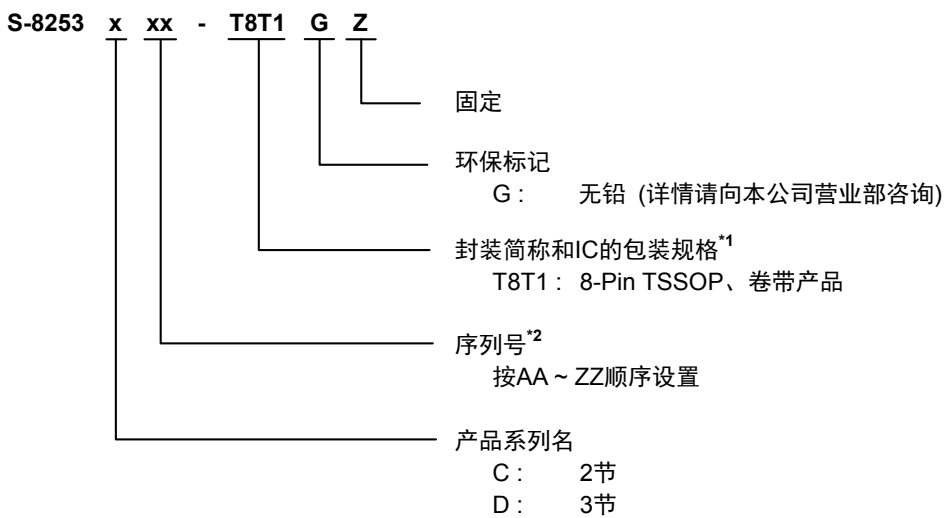 S-8253 x xx - T8T1 G Z
固定
环保标记
G : 无铅 (详情请向本公司营业部咨询)
封装简称和IC的包装规格*1
T8T1 : 8-Pin TSSOP、卷带产品
序列号*2
按AA ~ ZZ顺序设置
产品系列名
C : 2节
D : 3节